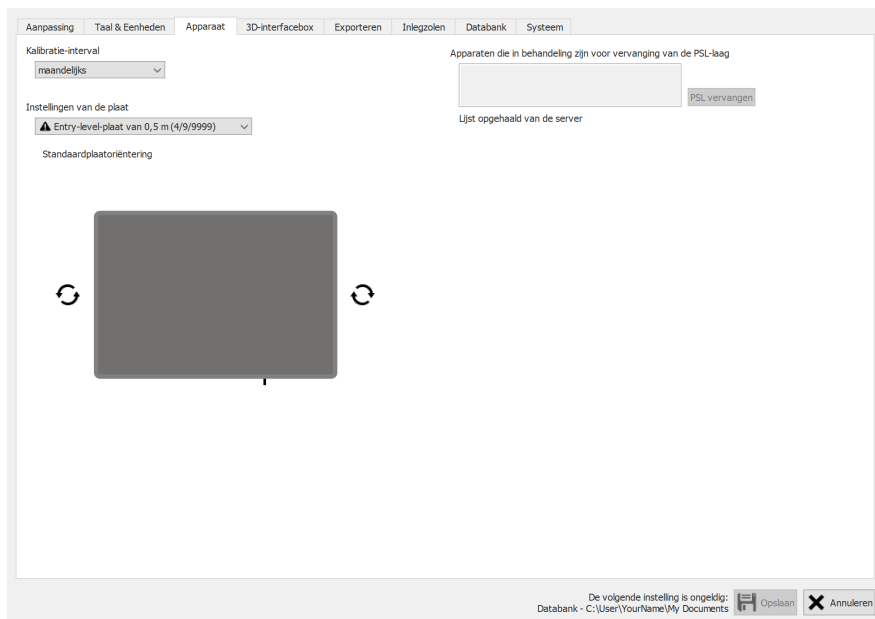 Aanpassing Taal & Eenheden Apparaat 3D-interfacebox Exporteren Inlegzolen Databank Systeem
Kalibratie-interval
maandelijks
Instellingen van de plaat
Entry-level-plaat van 0,5 m (4/9/9999)
Standaardplaatoriëntering
Apparaten die in behandeling zijn voor vervanging van de PSL-laag
PSL vervangen
Lijst opgehaald van de server
De volgende instelling is ongeldig:
Databank - C:\User\YourName\My Documents
Opslaan
Annuleren